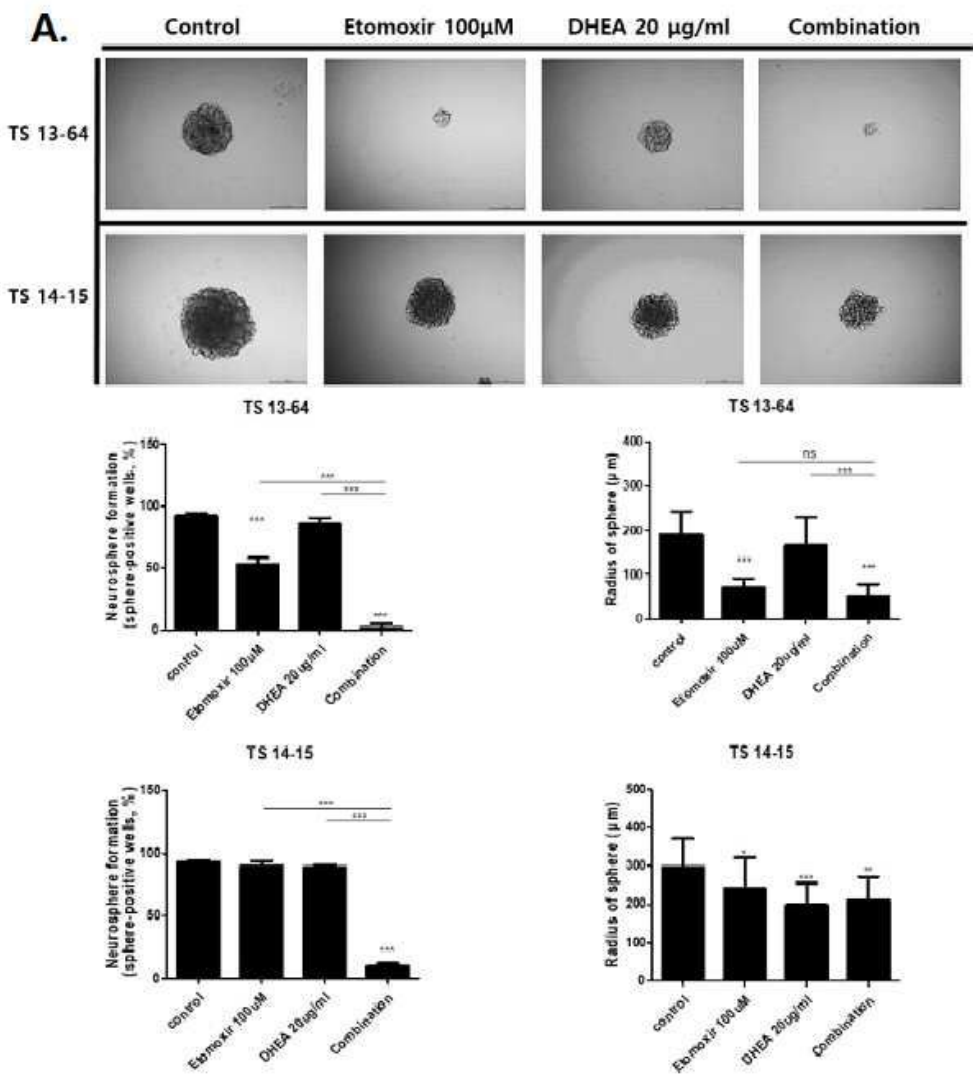 A.
Control Etomoxir 100μM DHEA 20 μg/ml Combination
TS 13-64
TS 14-15
TS 13-64
Neurosphere formation
(sphere-positive wells, %)
150
100
50
0
***
***
***
***
control
Etomoxir 100μM
DHEA 20ug/ml
Combination
TS 13-64
Radius of sphere (μm)
400
300
200
100
0
ns
***
***
***
control
Etomoxir 100uM
DHEA 20ug/ml
Combination
TS 14-15
Neurosphere formation
(sphere-positive wells, %)
150
100
50
0
***
***
***
control
Etomoxir 100uM
DHEA 20μg/ml
Combination
TS 14-15
Radius of sphere (μm)
500
400
300
200
100
0
*
***
**
control
Etomoxir 100uM
DHEA 20ug/ml
Combination